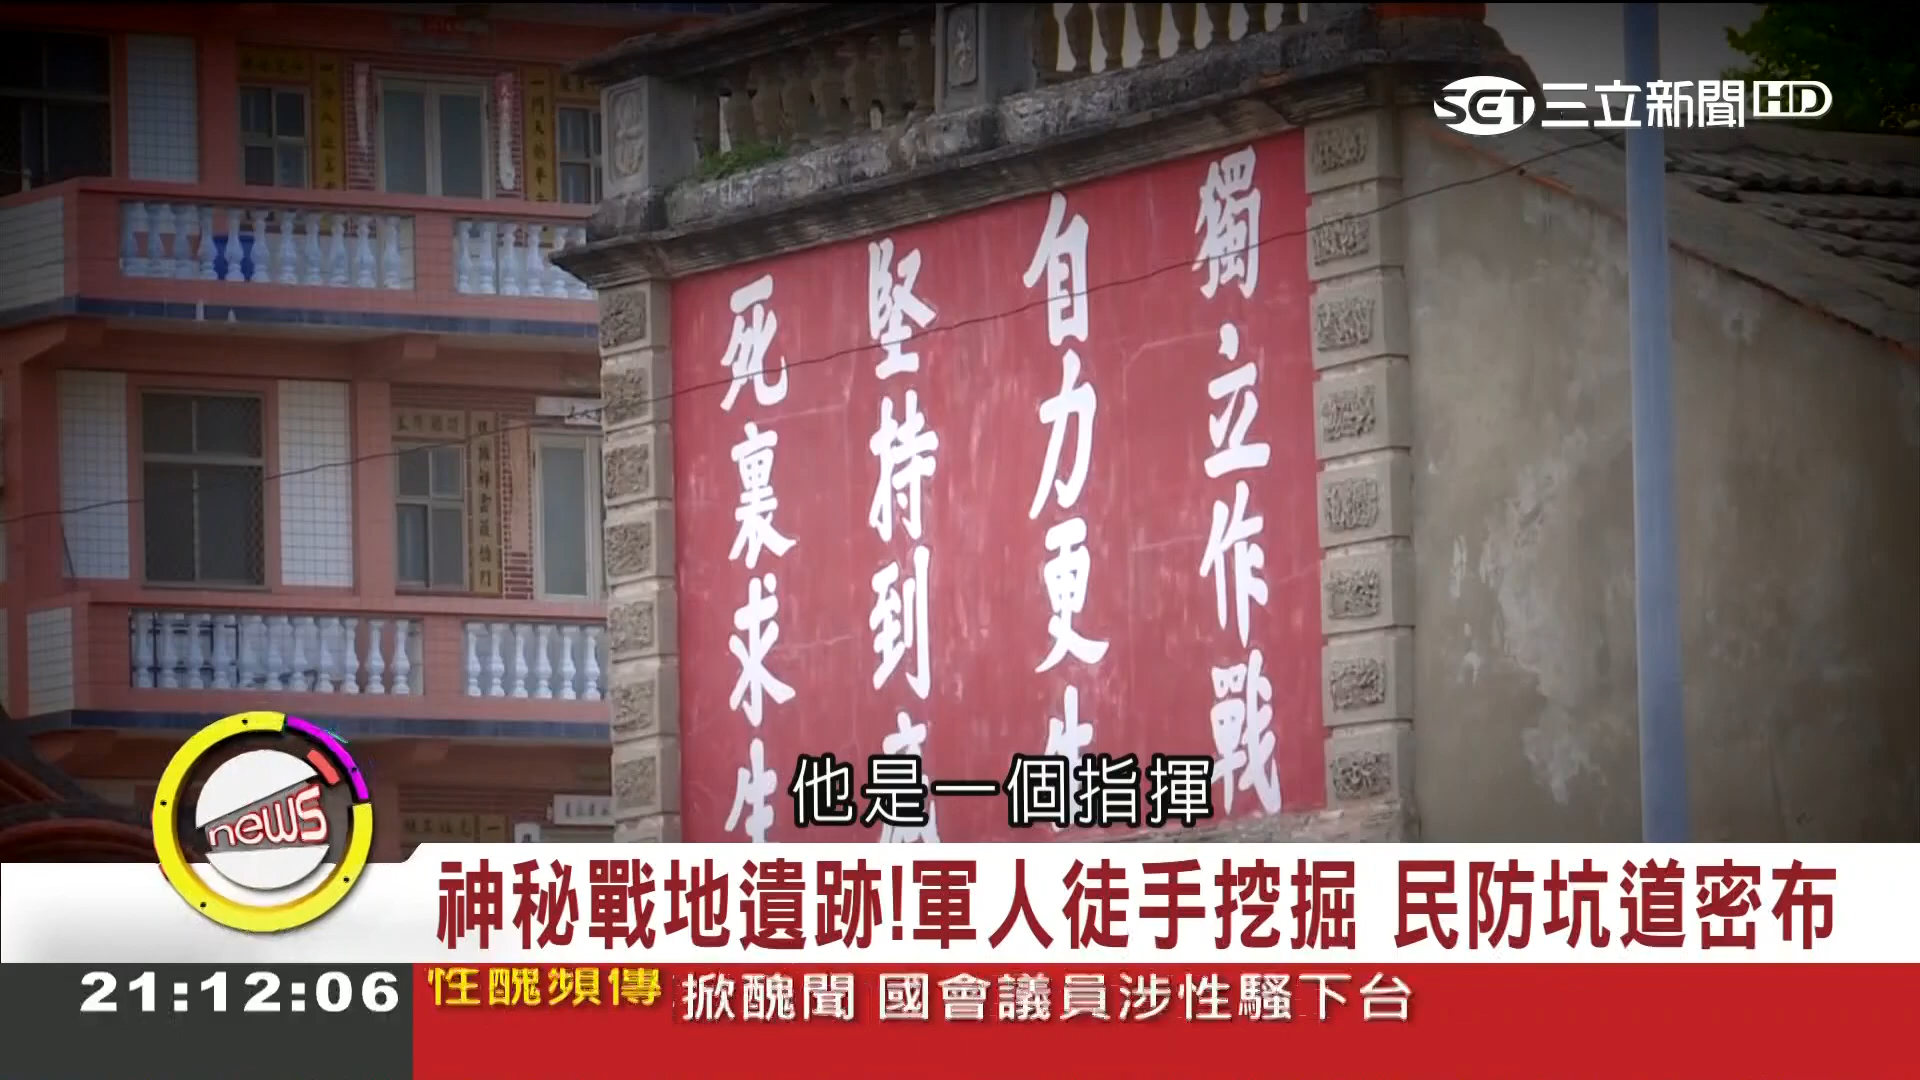 SET三立新聞HD
獨立作戰
自力更生
堅持到底
死裏求生
他是一個指揮
news
神秘戰地遺跡!軍人徒手挖掘 民防坑道密布
21:12:06
性醜頻傳
掀醜聞 國會議員涉性騷下台